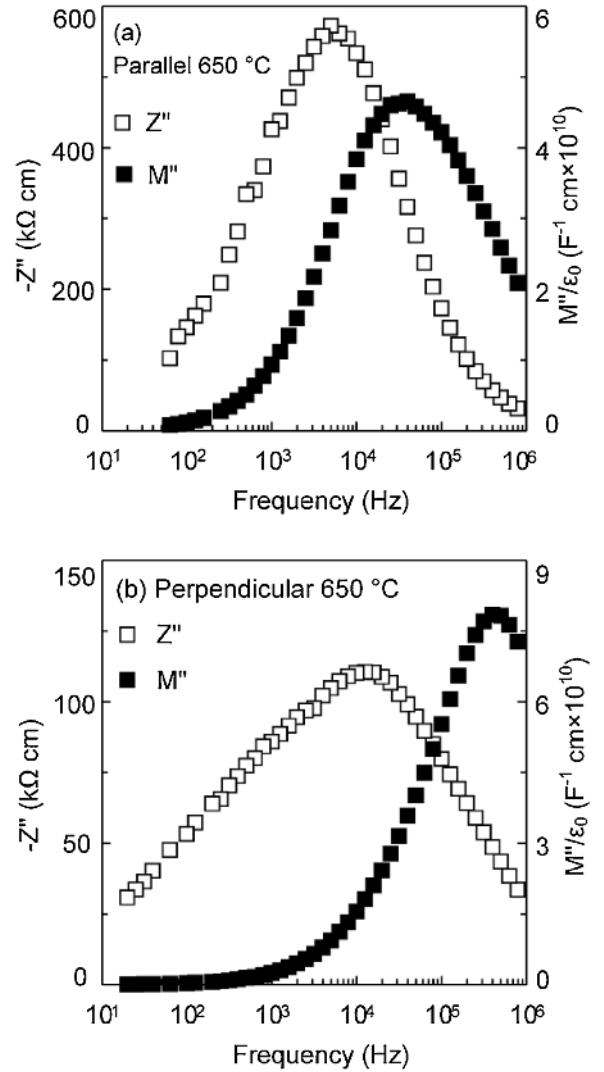 600
6
(a)
Parallel 650 °C
Z"
M"
400
4
200
2
0
0
-Z" (kΩ cm)
M"/ε₀ (F⁻¹ cm×10¹⁰)
10¹ 10² 10³ 10⁴ 10⁵ 10⁶
Frequency (Hz)
150
9
(b) Perpendicular 650 °C
Z"
M"
100
6
50
3
0
0
-Z" (kΩ cm)
M"/ε₀ (F⁻¹ cm×10¹⁰)
10¹ 10² 10³ 10⁴ 10⁵ 10⁶
Frequency (Hz)